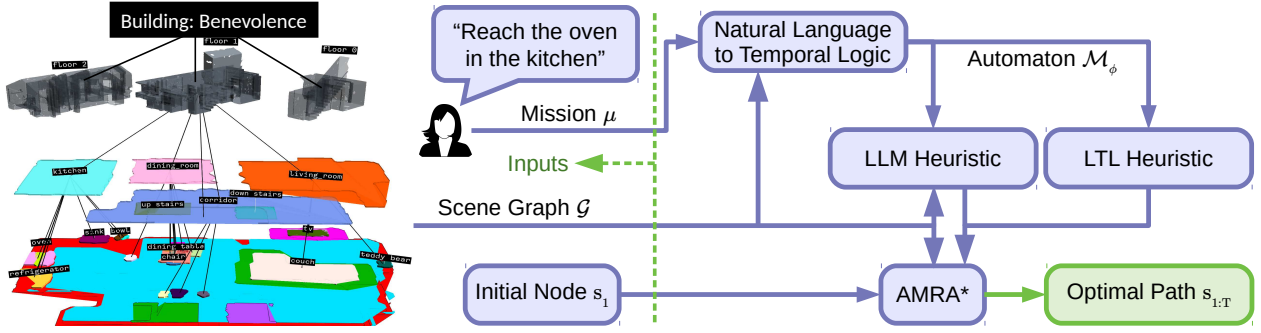 Building: Benevolence
floor 2
floor 1
floor 0
kitchen
dining_room
living_room
up stairs
corridor
down stairs
oven
sink
towl
refrigerator
dining table
chair
tv
couch
teddy bear
“Reach the oven
in the kitchen”
Mission μ
Inputs
Scene Graph 𝒢
Initial Node s₁
Natural Language
to Temporal Logic
Automaton ℳ_ϕ
LLM Heuristic
LTL Heuristic
AMRA*
Optimal Path s₁:T